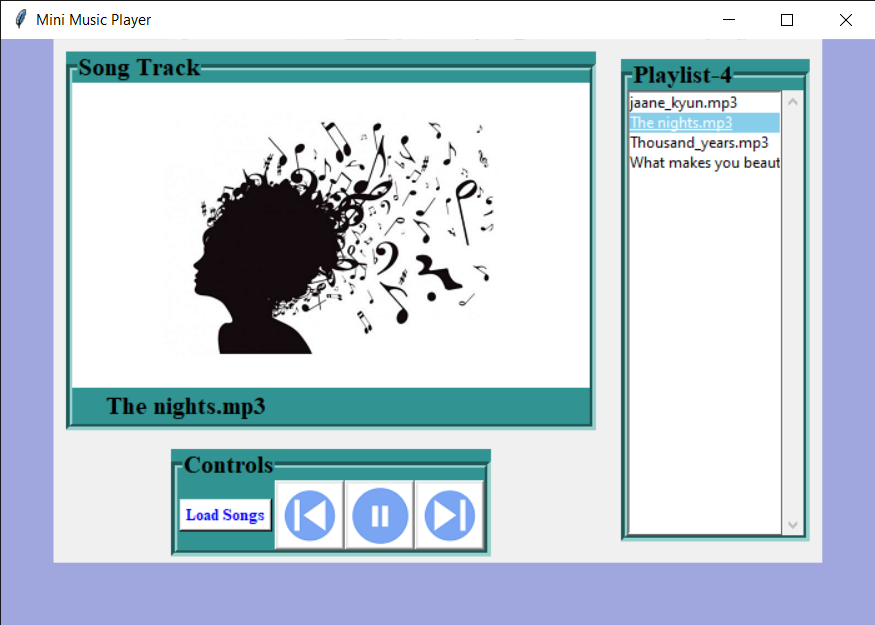 Mini Music Player
Song Track
The nights.mp3
Controls
Load Songs
Playlist-4
jaane_kyun.mp3
The nights.mp3
Thousand_years.mp3
What makes you beaut